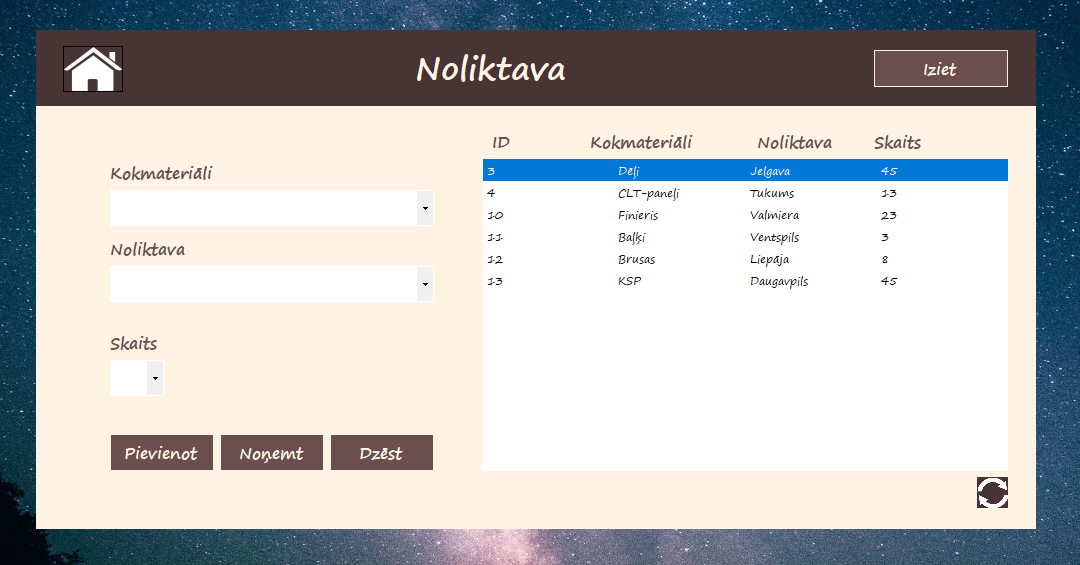 Noliktava
Iziet
Kokmateriāli
Noliktava
Skaits
Pievienot Noņemt Dzēst
ID Kokmateriāli Noliktava Skaits
3 Dēļi Jelgava 45
4 CLT-paneļi Tukums 13
10 Finieris Valmiera 23
11 Baļķi Ventspils 3
12 Brusas Liepāja 8
13 KSP Daugavpils 45